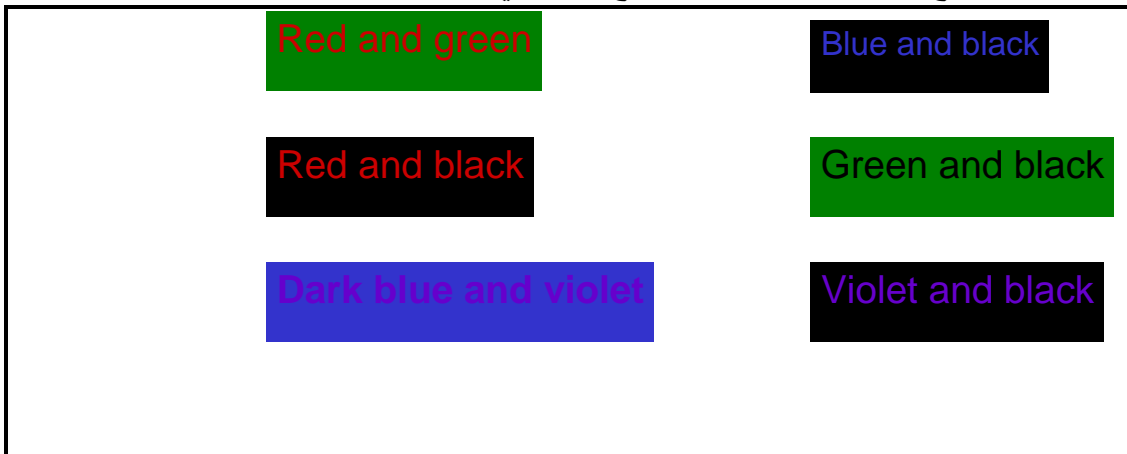 Red and green
Blue and black
Red and black
Green and black
Dark blue and violet
Violet and black